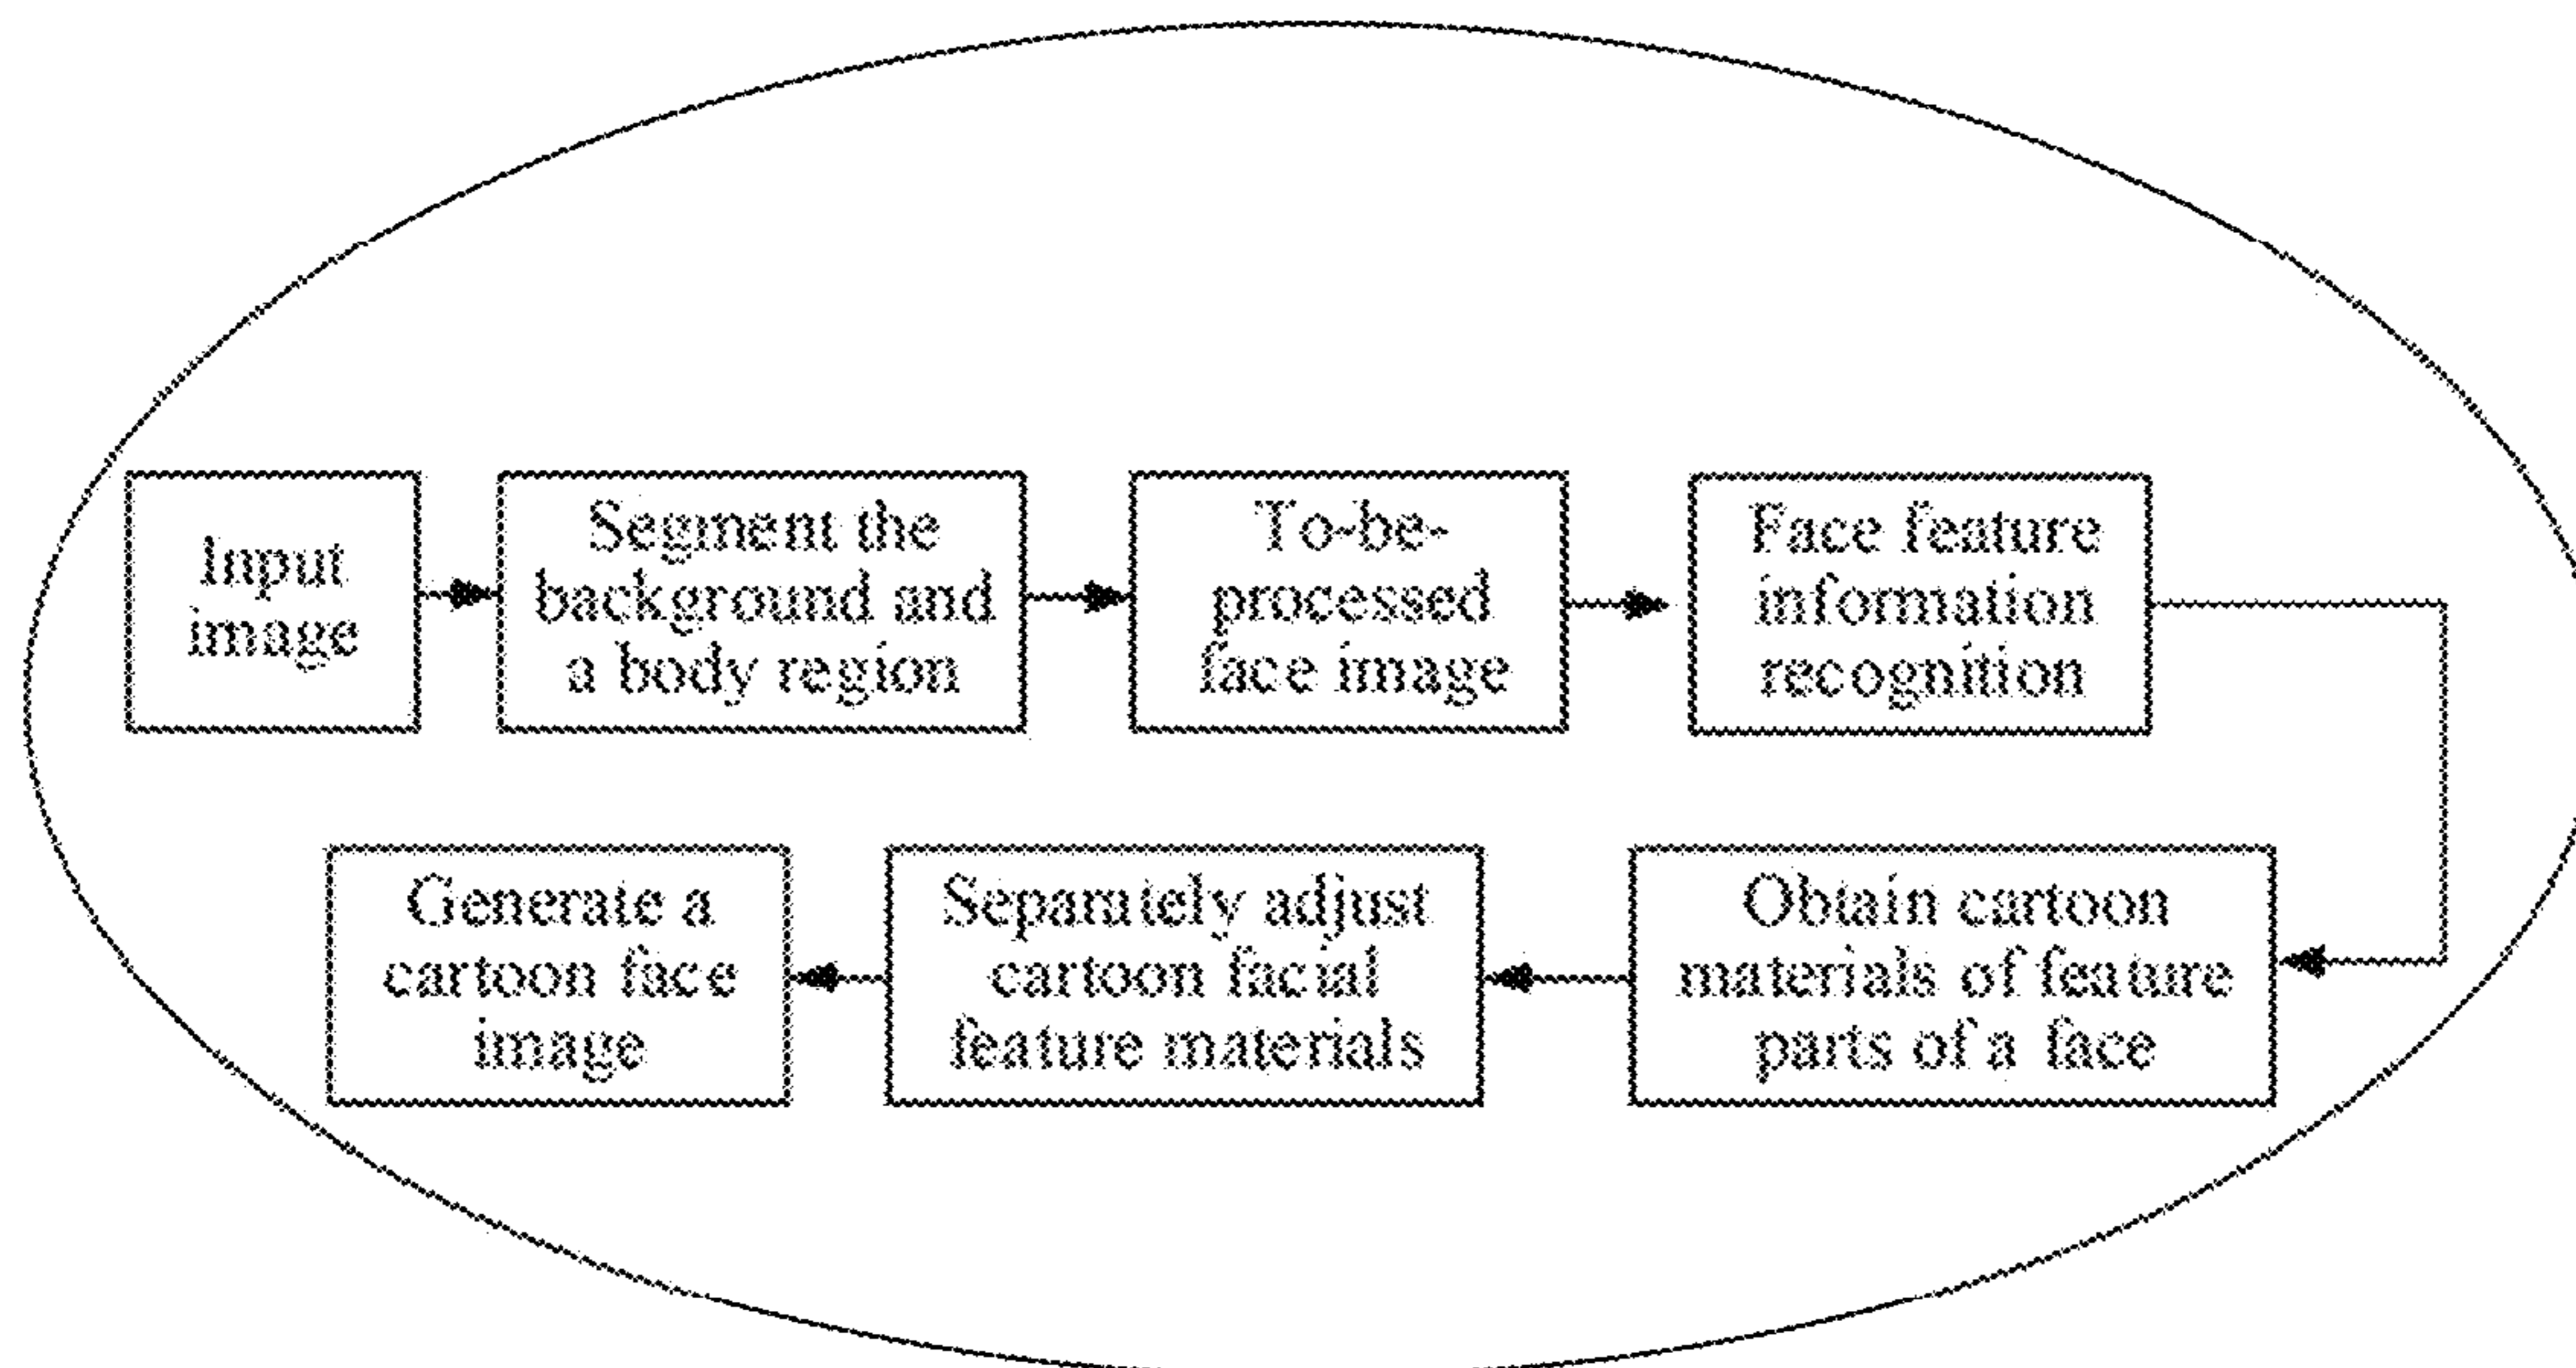 Input
image
Segment the
background and
a body region
To-be-
processed
face image
Face feature
information
recognition
Obtain cartoon
materials of feature
parts of a face
Separately adjust
cartoon facial
feature materials
Generate a
cartoon face
image